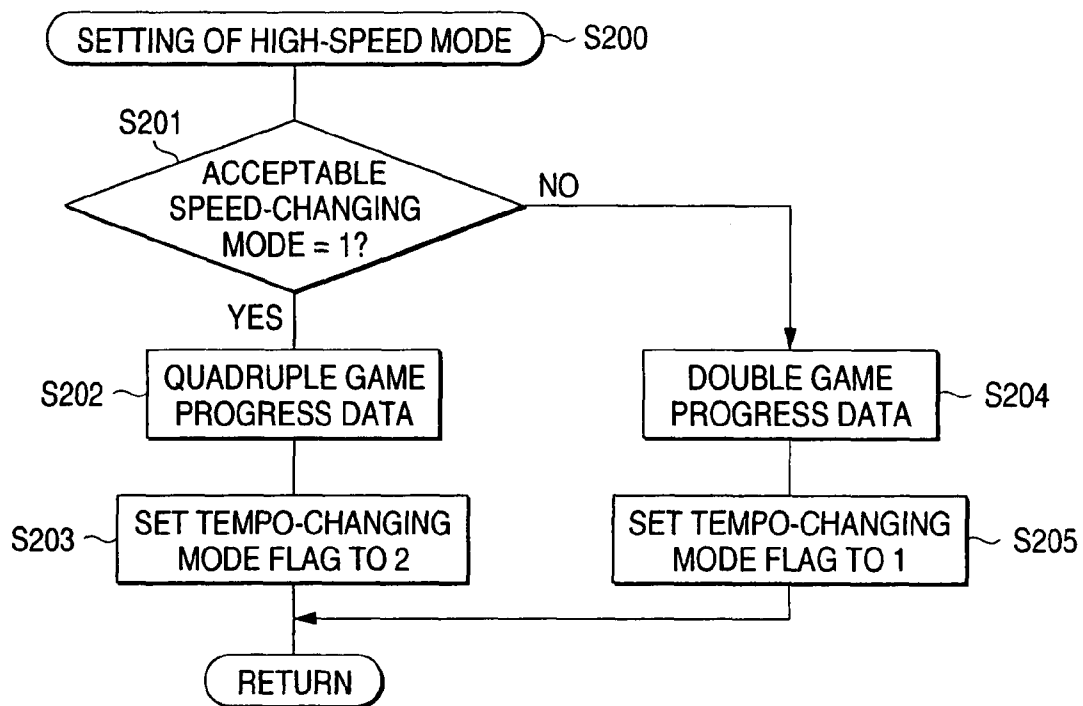 SETTING OF HIGH-SPEED MODE
S200
S201
ACCEPTABLE
SPEED-CHANGING
MODE = 1?
NO
YES
S202
QUADRUPLE GAME
PROGRESS DATA
DOUBLE GAME
PROGRESS DATA
S204
S203
SET TEMPO-CHANGING
MODE FLAG TO 2
SET TEMPO-CHANGING
MODE FLAG TO 1
S205
RETURN